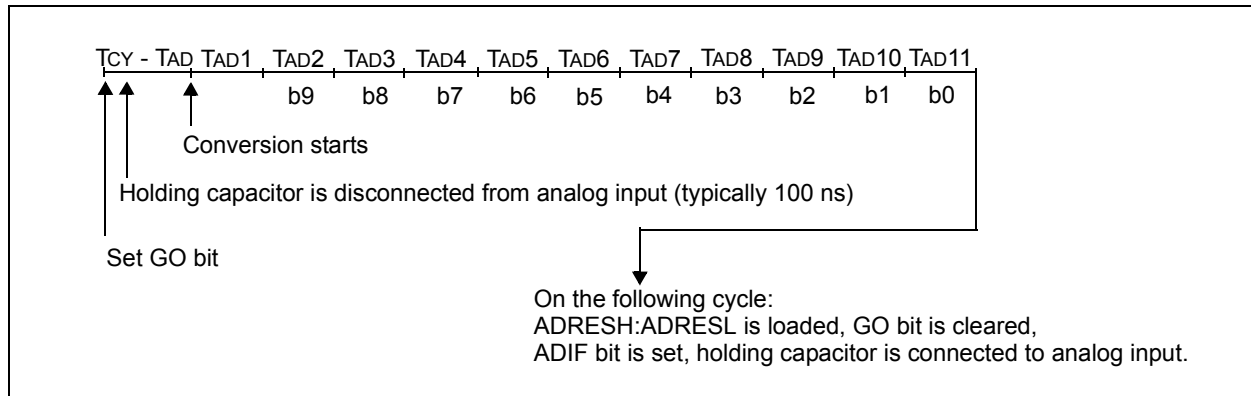 TCY - TAD TAD1 TAD2 TAD3 TAD4 TAD5 TAD6 TAD7 TAD8 TAD9 TAD10 TAD11
b9 b8 b7 b6 b5 b4 b3 b2 b1 b0
Conversion starts
Holding capacitor is disconnected from analog input (typically 100 ns)
Set GO bit
On the following cycle:
ADRESH:ADRESL is loaded, GO bit is cleared,
ADIF bit is set, holding capacitor is connected to analog input.